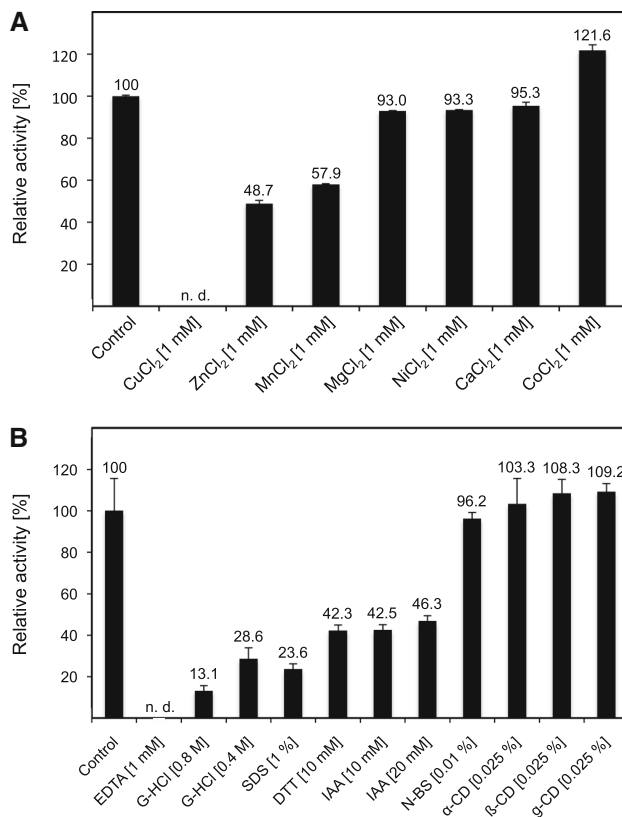 A
Relative activity [%]
120
100
80
60
40
20
100
n. d.
48.7
57.9
93.0
93.3
95.3
121.6
Control
CuCl₂ [1 mM]
ZnCl₂ [1 mM]
MnCl₂ [1 mM]
MgCl₂ [1 mM]
NiCl₂ [1 mM]
CaCl₂ [1 mM]
CoCl₂ [1 mM]
B
Relative activity [%]
120
100
80
60
40
20
100
n. d.
13.1
28.6
23.6
42.3
42.5
46.3
96.2
103.3
108.3
109.2
Control
EDTA [1 mM]
G-HCl [0.8 M]
G-HCl [0.4 M]
SDS [1 %]
DTT [10 mM]
IAA [10 mM]
IAA [20 mM]
N-BS [0.01 %]
α-CD [0.025 %]
ß-CD [0.025 %]
g-CD [0.025 %]